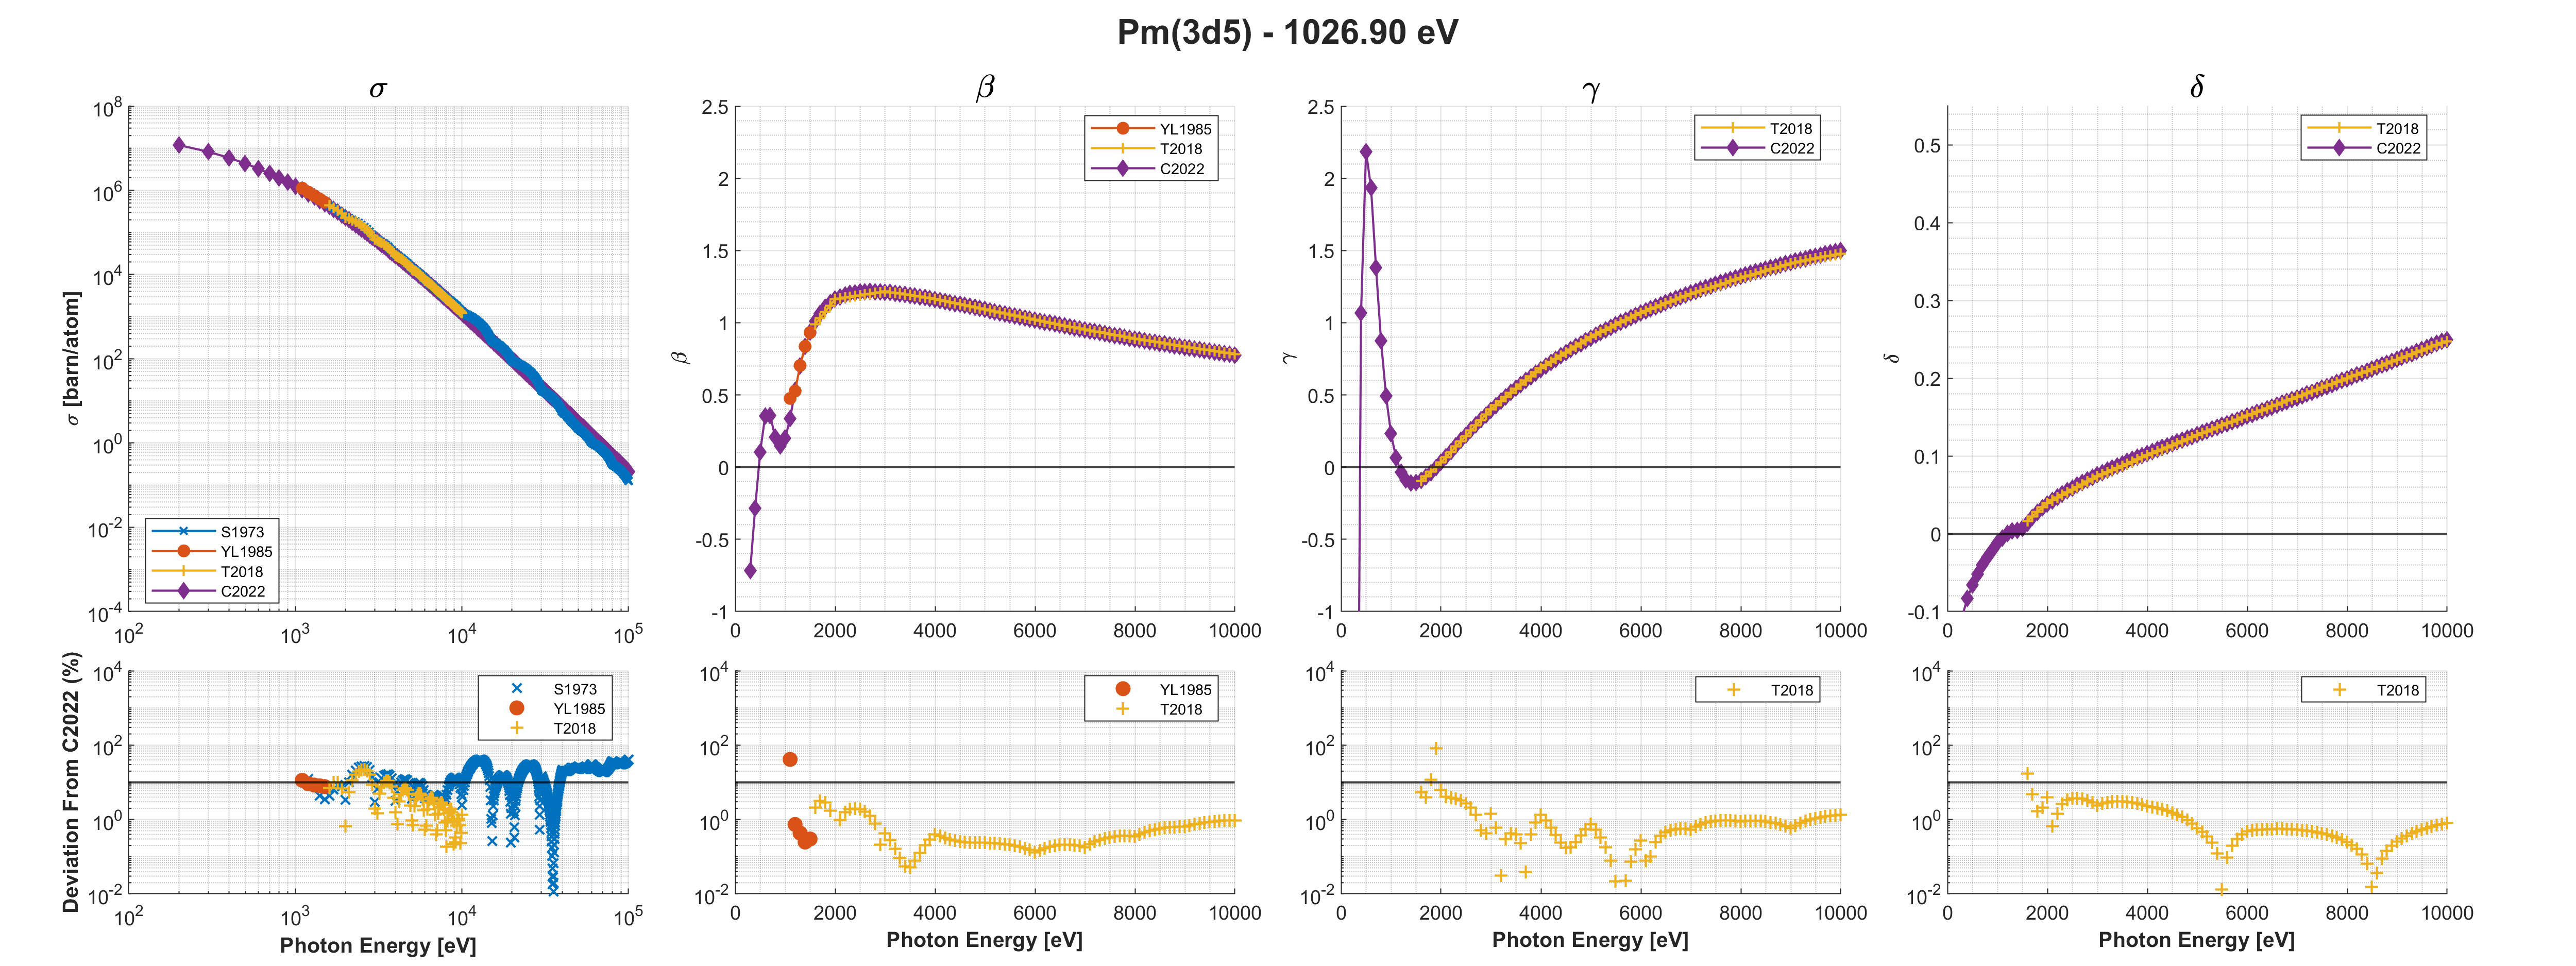 Pm(3d5) - 1026.90 eV
σ
σ [barn/atom]
10^8
10^6
10^4
10^2
10^0
10^-2
10^-4
10^2
10^3
10^4
10^5
S1973
YL1985
T2018
C2022
β
β
2.5
2
1.5
1
0.5
0
-0.5
-1
0
2000
4000
6000
8000
10000
YL1985
T2018
C2022
γ
γ
2.5
2
1.5
1
0.5
0
-0.5
-1
0
2000
4000
6000
8000
10000
T2018
C2022
δ
δ
0.5
0.4
0.3
0.2
0.1
0
-0.1
0
2000
4000
6000
8000
10000
T2018
C2022
Deviation From C2022 (%)
10^4
10^2
10^0
10^-2
10^2
10^3
10^4
10^5
Photon Energy [eV]
S1973
YL1985
T2018
10^4
10^2
10^0
10^-2
0
2000
4000
6000
8000
10000
Photon Energy [eV]
YL1985
T2018
10^4
10^2
10^0
10^-2
0
2000
4000
6000
8000
10000
Photon Energy [eV]
T2018
10^4
10^2
10^0
10^-2
0
2000
4000
6000
8000
10000
Photon Energy [eV]
T2018